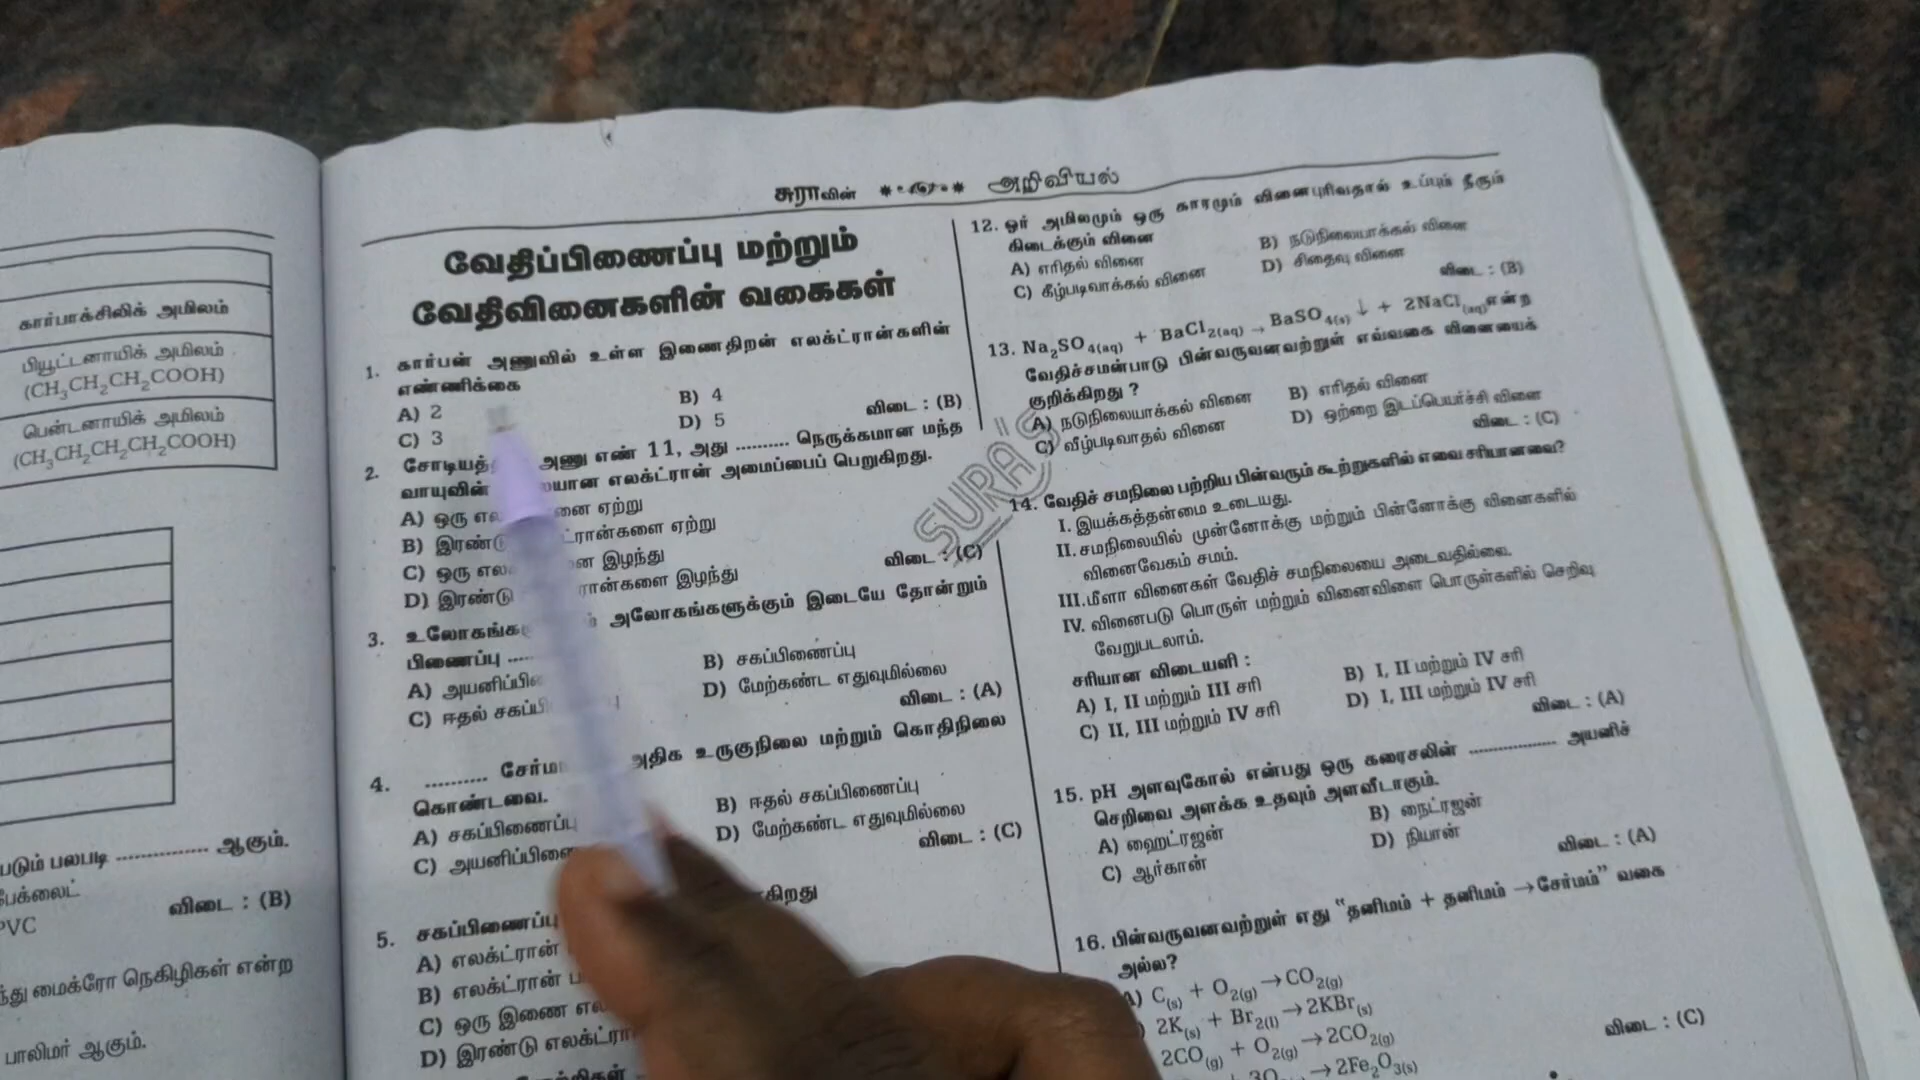 கார்பாக்சிலிக் அமிலம்
பியூட்டனாயிக் அமிலம்
(CH₃CH₂CH₂COOH)
பென்டனாயிக் அமிலம்
(CH₃CH₂CH₂CH₂COOH)
படும் பலபடி ................ ஆகும்.
பேக்லைட்
PVC
விடை : (B)
ந்து மைக்ரோ நெகிழிகள் என்ற
பாலிமர் ஆகும்.
சுராவின் அறிவியல்
வேதிப்பிணைப்பு மற்றும்
வேதிவினைகளின் வகைகள்
1. கார்பன் அணுவில் உள்ள இணைதிறன் எலக்ட்ரான்களின்
எண்ணிக்கை
A) 2 B) 4
C) 3 D) 5 விடை : (B)
2. அணு எண் 11, அது .......... நெருக்கமான மந்த
வாயுவின் எலக்ட்ரான் அமைப்பைப் பெறுகிறது.
A) ஒரு ஏற்று
B) இரண்டு ஏற்று
C) ஒரு இழந்து
D) இரண்டு இழந்து விடை : (C)
3. அலோகங்களுக்கும் இடையே தோன்றும்
பிணைப்பு .....
A) B) சகப்பிணைப்பு
C) ஈதல் D) மேற்கண்ட எதுவுமில்லை
விடை : (A)
4. .......... அதிக உருகுநிலை மற்றும் கொதிநிலை
கொண்டவை.
A) சகப்பிணைப்பு B) ஈதல் சகப்பிணைப்பு
C) D) மேற்கண்ட எதுவுமில்லை
விடை : (C)
5. சகப்பிணைப்பு
A) எலக்ட்ரான்
B) எலக்ட்ரான்
C) ஒரு இணை
D) இரண்டு
12. ஓர் அமிலமும் ஒரு காரமும் வினைபுரிவதால் உப்பும் நீரும்
கிடைக்கும் வினை
A) எரிதல் வினை B) நடுநிலையாக்கல் வினை
C) கீழ்படிவாக்கல் வினை D) சிதைவு வினை
விடை : (B)
13. Na₂SO₄(aq) + BaCl₂(aq) → BaSO₄(s)↓ + 2NaCl(aq) என்ற
வேதிச்சமன்பாடு பின்வருவனவற்றுள் எவ்வகை வினையைக்
குறிக்கிறது ?
A) நடுநிலையாக்கல் வினை B) எரிதல் வினை
C) வீழ்படிவாதல் வினை D) ஒற்றை இடப்பெயர்ச்சி வினை
விடை : (C)
14. வேதிச் சமநிலை பற்றிய பின்வரும் கூற்றுகளில் எவை சரியானவை?
I. இயக்கத்தன்மை உடையது.
II. சமநிலையில் முன்னோக்கு மற்றும் பின்னோக்கு வினைகளில்
வினைவேகம் சமம்.
III. மீளா வினைகள் வேதிச் சமநிலையை அடைவதில்லை.
IV. வினைபடு பொருள் மற்றும் வினைவிளை பொருள்களில் செறிவு
வேறுபடலாம்.
சரியான விடையளி :
A) I, II மற்றும் III சரி B) I, II மற்றும் IV சரி
C) II, III மற்றும் IV சரி D) I, III மற்றும் IV சரி
விடை : (A)
15. pH அளவுகோல் என்பது ஒரு கரைசலின் .................. அயனிச்
செறிவை அளக்க உதவும் அளவீடாகும்.
A) ஹைட்ரஜன் B) நைட்ரஜன்
C) ஆர்கான் D) நியான்
விடை : (A)
16. பின்வருவனவற்றுள் எது "தனிமம் + தனிமம் → சேர்மம்" வகை
அல்ல?
A) C(s) + O₂(g) → CO₂(g)
2K(s) + Br₂(l) → 2KBr(s)
2CO(g) + O₂(g) → 2CO₂(g)
→ 2Fe₂O₃(s)
விடை : (C)
SURA'S